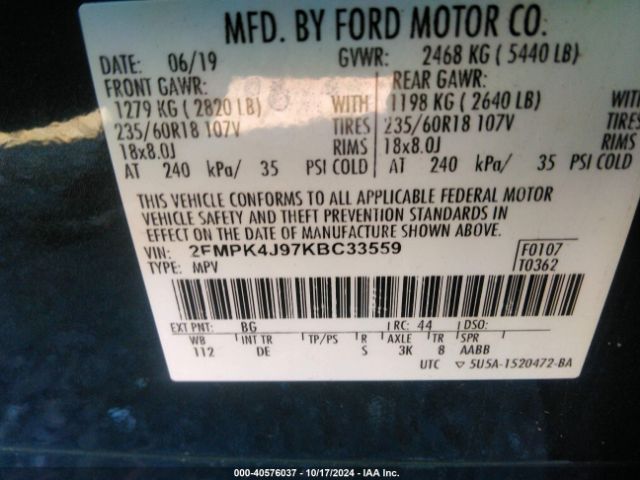 MFD. BY FORD MOTOR CO.
DATE: 06/19 GVWR: 2468 KG ( 5440 LB)
FRONT GAWR: REAR GAWR:
1279 KG ( 2820 LB) WITH 1198 KG ( 2640 LB) WITH
235/60R18 107V TIRES 235/60R18 107V TIRES
18x8.0J RIMS 18x8.0J RIMS
AT 240 kPa/ 35 PSI COLD AT 240 kPa/ 35 PSI COLD
THIS VEHICLE CONFORMS TO ALL APPLICABLE FEDERAL MOTOR
VEHICLE SAFETY AND THEFT PREVENTION STANDARDS IN
EFFECT ON THE DATE OF MANUFACTURE SHOWN ABOVE.
VIN: 2FMPK4J97KBC33559 F0107
TYPE: MPV T0362
EXT PNT: BG RC: 44 DSO:
WB INT TR TP/PS R AXLE TR SPR
112 DE S 3K 8 AABB
UTC ▽ 5U5A-1520472-BA
000-40576037 - 10/17/2024 - IAA Inc.